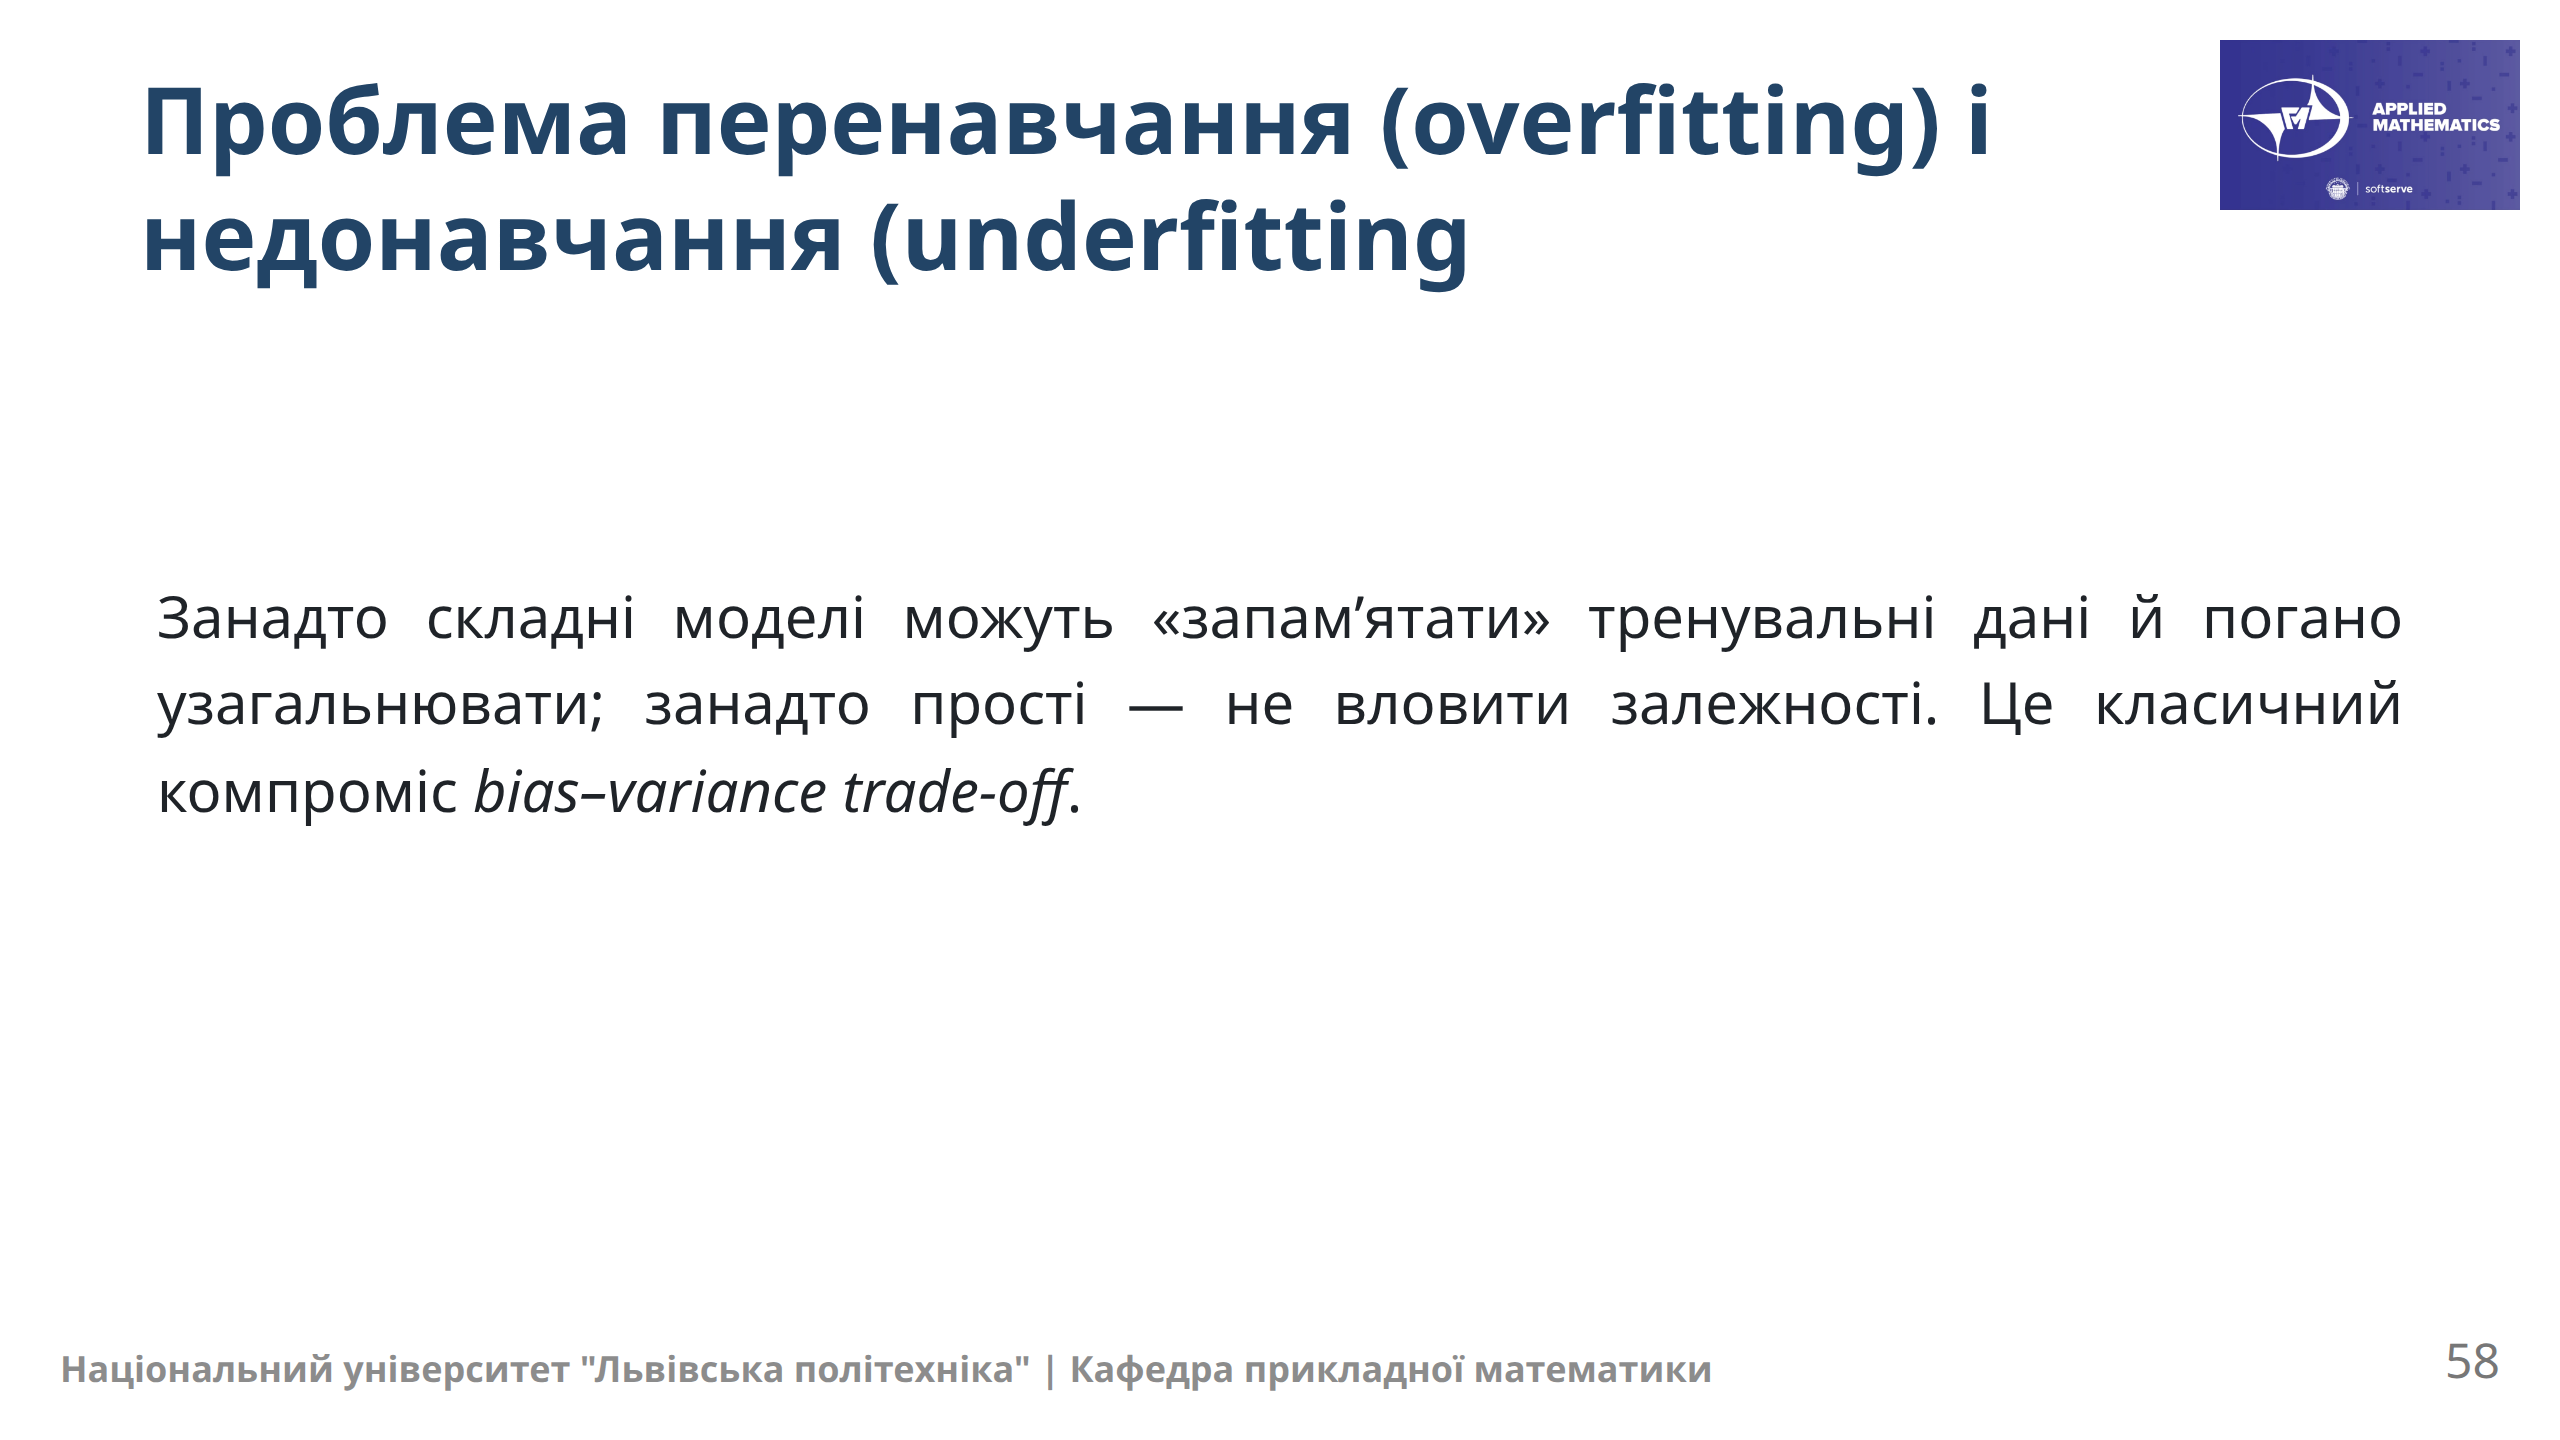 Проблема перенавчання (overfitting) і
недонавчання (underfitting
APPLIED
MATHEMATICS
softserve
Занадто складні моделі можуть «запам’ятати» тренувальні дані й погано
узагальнювати; занадто прості — не вловити залежності. Це класичний
компроміс bias–variance trade-off.
Національний університет "Львівська політехніка" | Кафедра прикладної математики
58